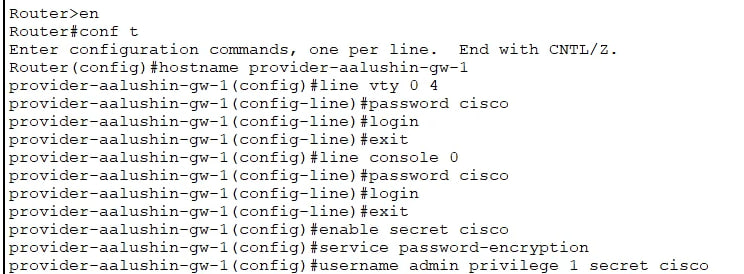 Router>en
Router#conf t
Enter configuration commands, one per line.  End with CNTL/Z.
Router(config)#hostname provider-aalushin-gw-1
provider-aalushin-gw-1(config)#line vty 0 4
provider-aalushin-gw-1(config-line)#password cisco
provider-aalushin-gw-1(config-line)#login
provider-aalushin-gw-1(config-line)#exit
provider-aalushin-gw-1(config)#line console 0
provider-aalushin-gw-1(config-line)#password cisco
provider-aalushin-gw-1(config-line)#login
provider-aalushin-gw-1(config-line)#exit
provider-aalushin-gw-1(config)#enable secret cisco
provider-aalushin-gw-1(config)#service password-encryption
provider-aalushin-gw-1(config)#username admin privilege 1 secret cisco